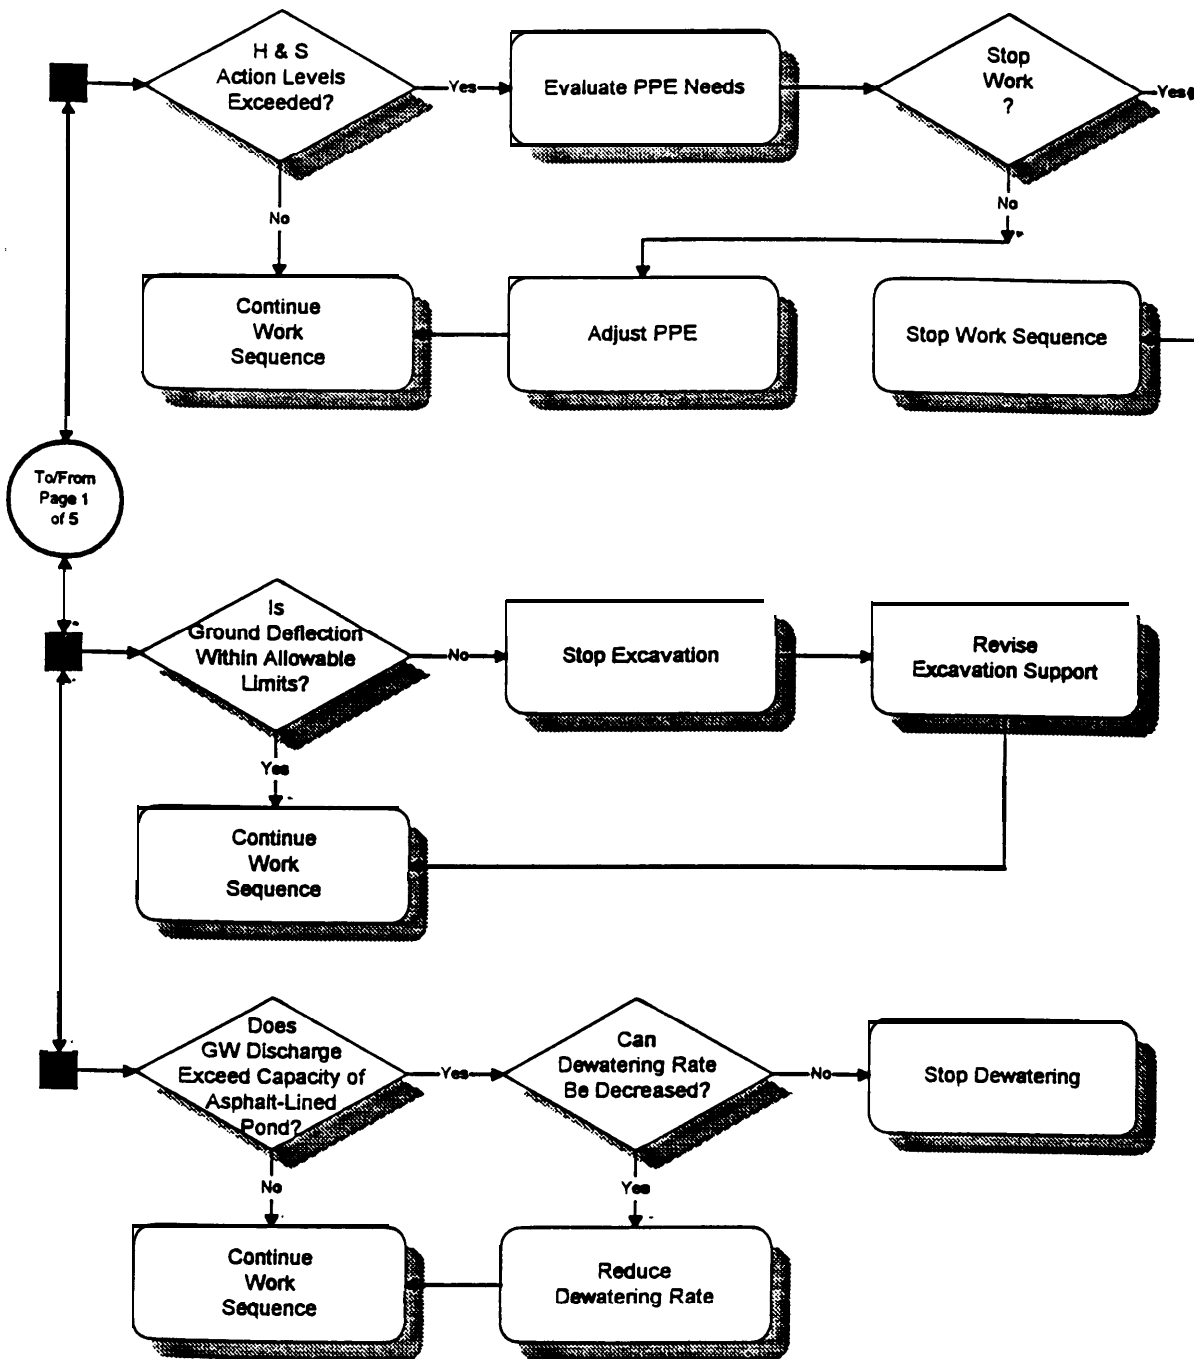 H & S
Action Levels
Exceeded?
Yes
Evaluate PPE Needs
Stop
Work
?
Yes
No
No
Continue
Work
Sequence
Adjust PPE
Stop Work Sequence
To/From
Page 1
of 5
Is
Ground Deflection
Within Allowable
Limits?
No
Stop Excavation
Revise
Excavation Support
Yes
Continue
Work
Sequence
Does
GW Discharge
Exceed Capacity of
Asphalt-Lined
Pond?
Yes
Can
Dewatering Rate
Be Decreased?
No
Stop Dewatering
No
Yes
Continue
Work
Sequence
Reduce
Dewatering Rate